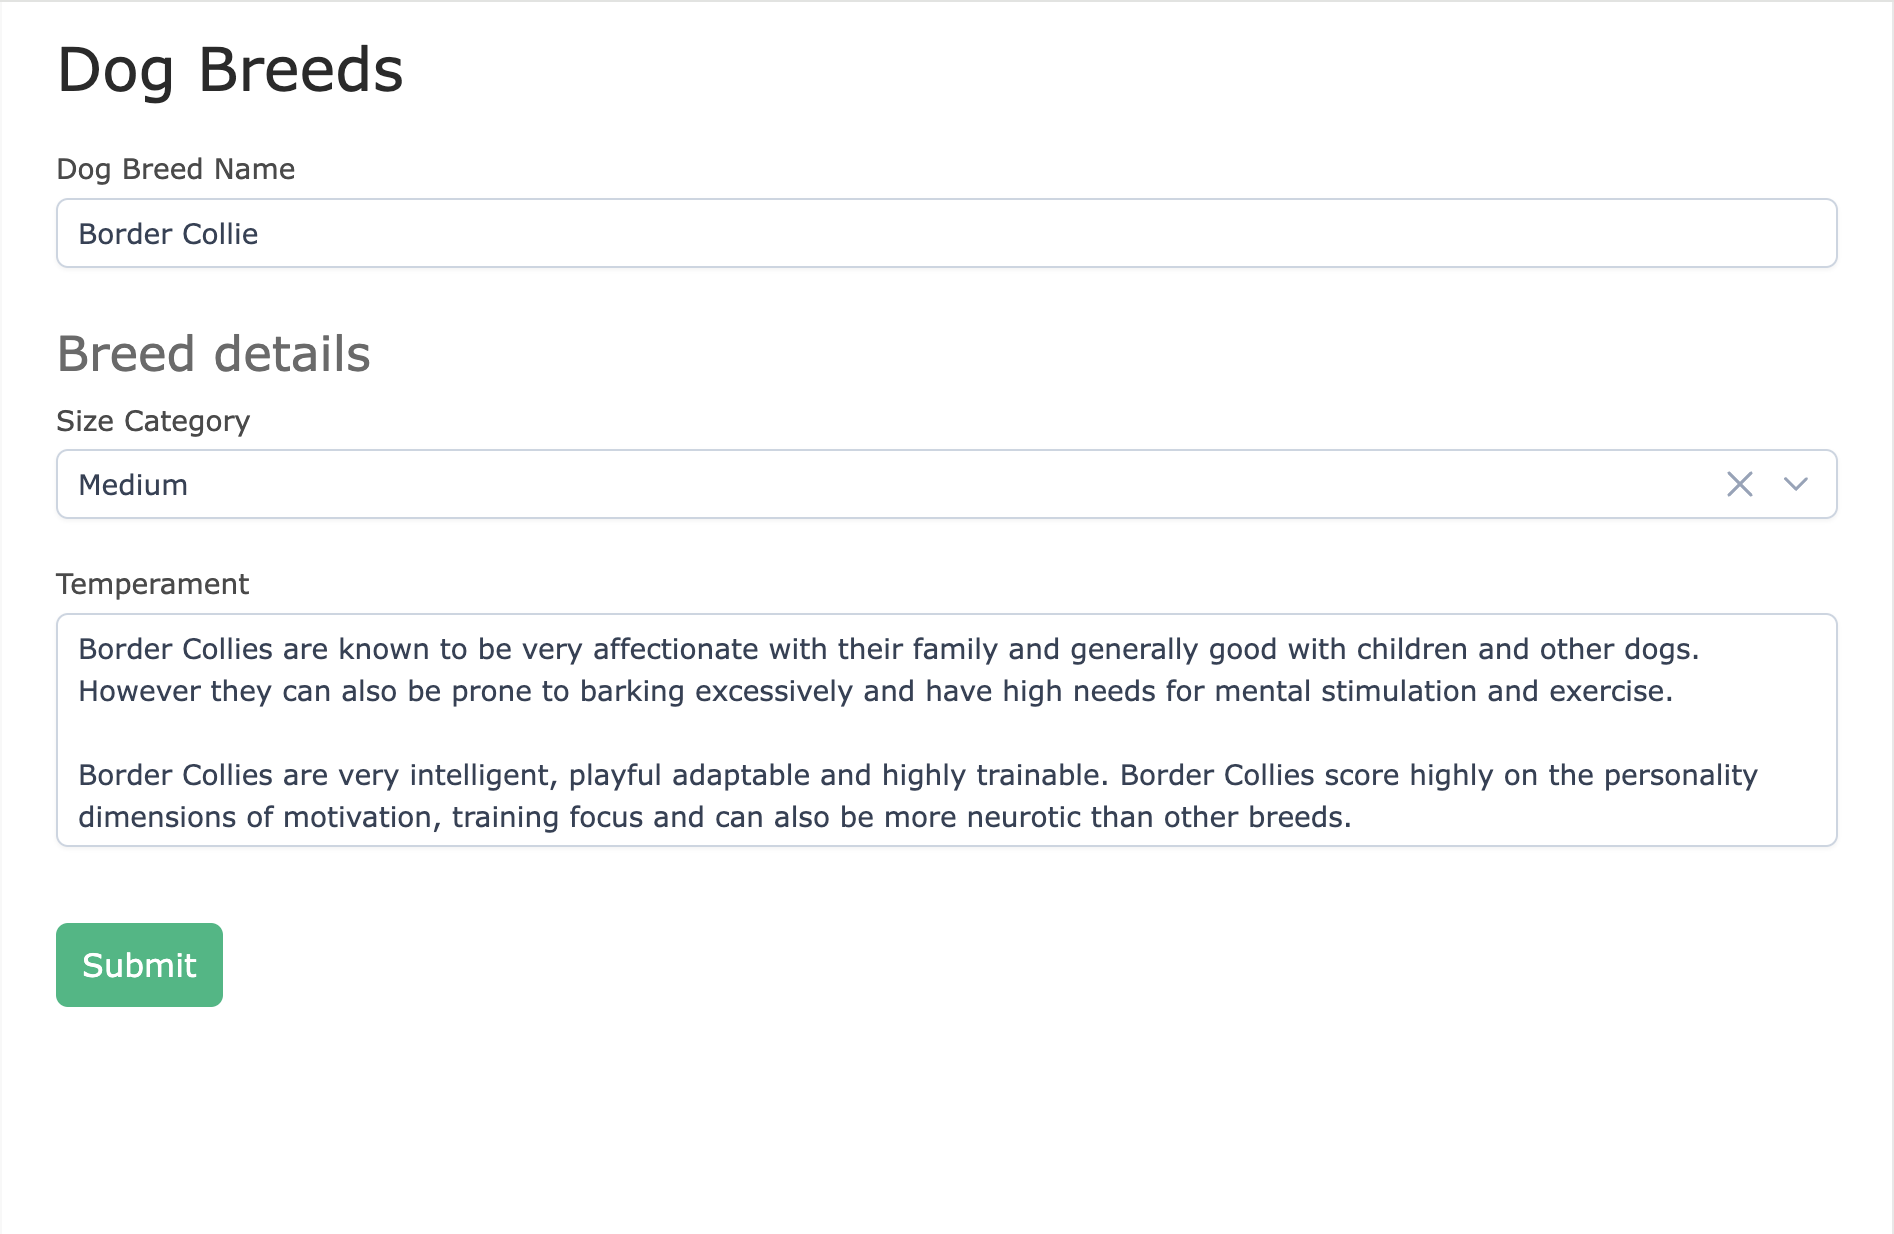 Dog Breeds
Dog Breed Name
Border Collie
Breed details
Size Category
Medium
Temperament
Border Collies are known to be very affectionate with their family and generally good with children and other dogs.
However they can also be prone to barking excessively and have high needs for mental stimulation and exercise.
Border Collies are very intelligent, playful adaptable and highly trainable. Border Collies score highly on the personality
dimensions of motivation, training focus and can also be more neurotic than other breeds.
Submit